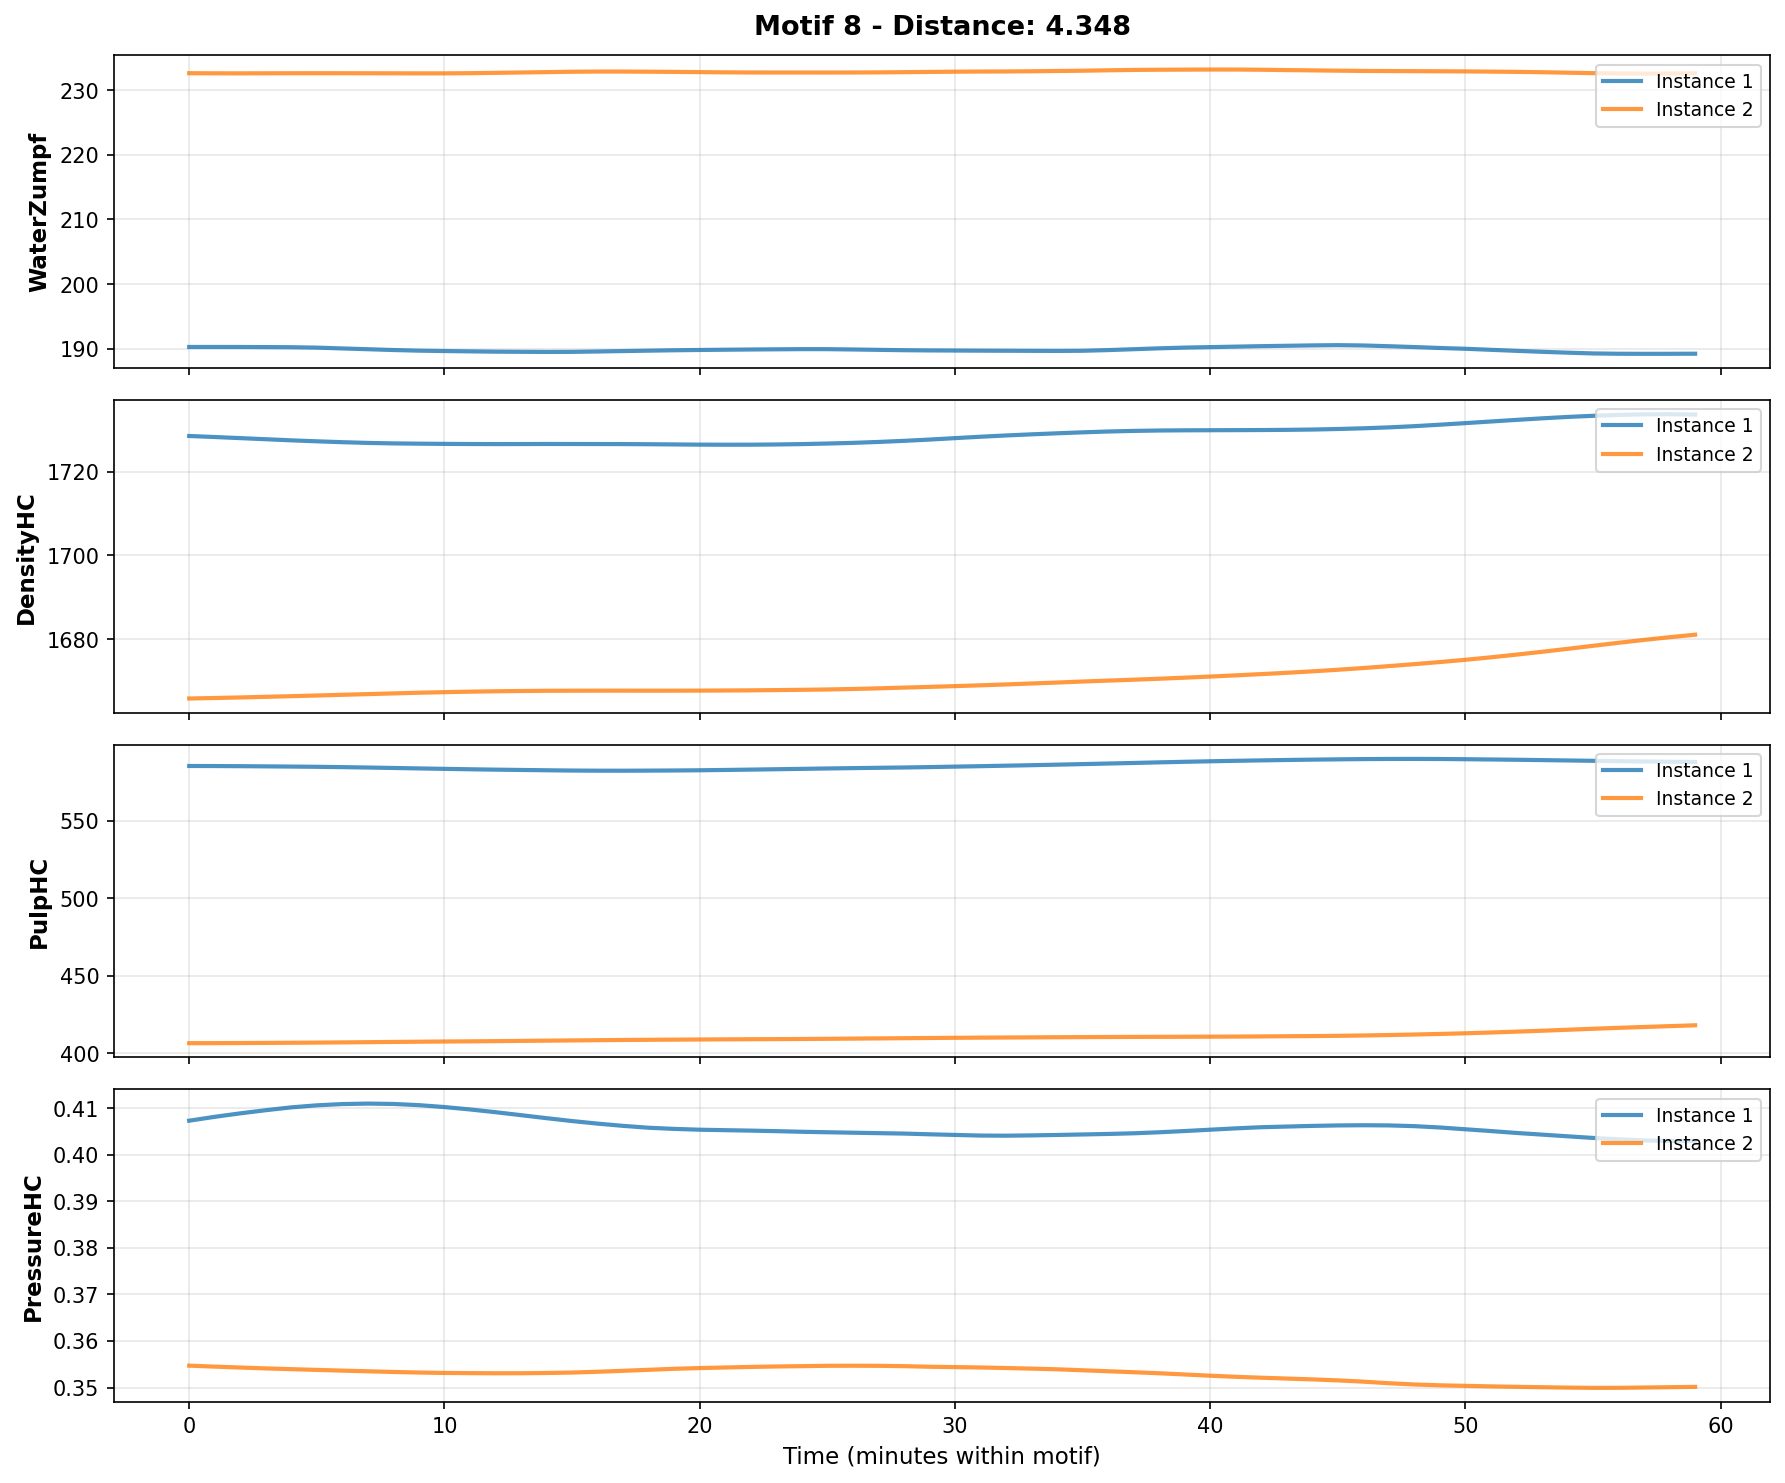 Motif 8 - Distance: 4.348
WaterZumpf
230
220
210
200
190
Instance 1
Instance 2
DensityHC
1720
1700
1680
Instance 1
Instance 2
PulpHC
550
500
450
400
Instance 1
Instance 2
PressureHC
0.41
0.40
0.39
0.38
0.37
0.36
0.35
Instance 1
Instance 2
0 10 20 30 40 50 60
Time (minutes within motif)